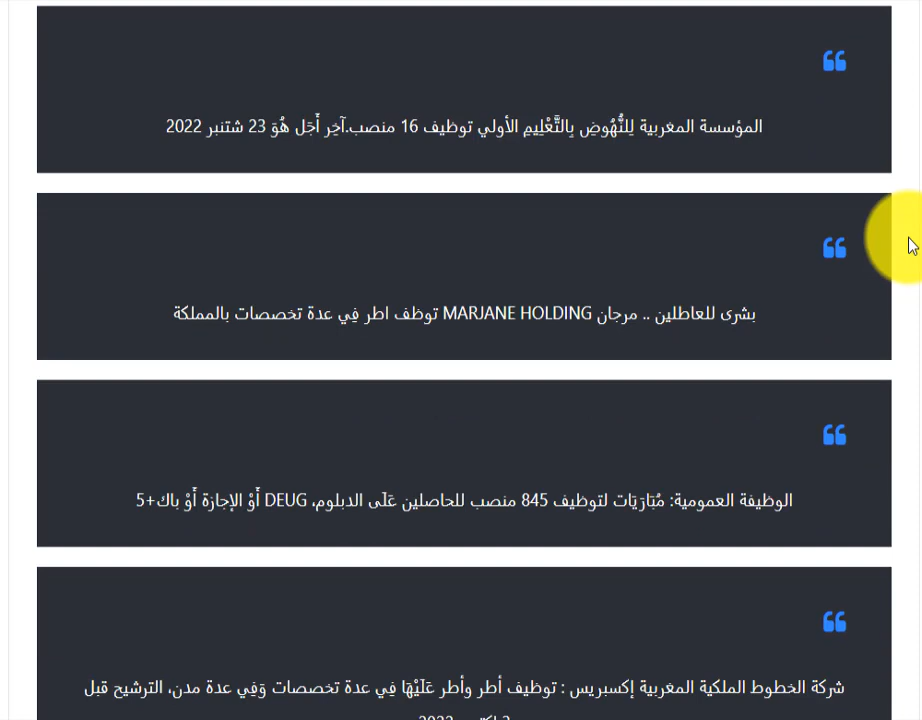 المؤسسة المغربية لِلنُّهُوضِ بِالتَّعْلِيمِ الأولي توظيف 16 منصب.آخِر أَجَل هُوَ 23 شتنبر 2022
بشرى للعاطلين .. مرجان MARJANE HOLDING توظف اطر فِي عدة تخصصات بالمملكة
الوظيفة العمومية: مُبَارَيَات لتوظيف 845 منصب للحاصلين عَلَى الدبلوم، DEUG أَوْ الإجازة أَوْ باك+5
شركة الخطوط الملكية المغربية إكسبريس : توظيف أطر وأطر عَلَيْهَا فِي عدة تخصصات وَفِي عدة مدن، الترشيح قبل